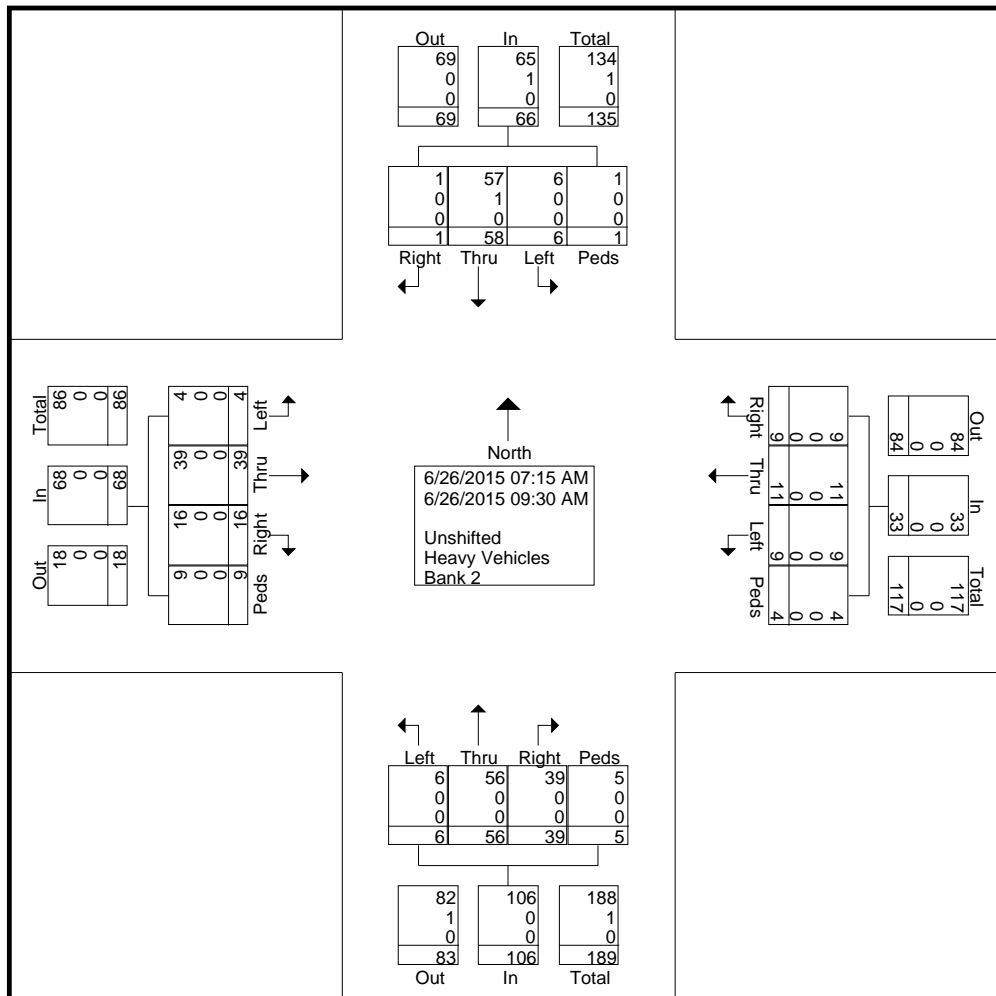 Out In Total
69 65 134
0 1 1
0 0 0
69 66 135
1 57 6 1
0 1 0 0
0 0 0 0
1 58 6 1
Right Thru Left Peds
Total
86 0 0 86
In
68 0 0 68
Out
18 0 0 18
4 0 0 4
Left
39 0 0 39
Thru
16 0 0 16
Right
9 0 0 9
Peds
North
6/26/2015 07:15 AM
6/26/2015 09:30 AM
Unshifted
Heavy Vehicles
Bank 2
Right
9 0 0 9
Thru
11 0 0 11
Left
9 0 0 9
Peds
4 0 0 4
Out
84 0 0 84
In
33 0 0 33
Total
117 0 0 117
Left Thru Right Peds
6 56 39 5
0 0 0 0
0 0 0 0
6 56 39 5
82 106 188
1 0 1
0 0 0
83 106 189
Out In Total